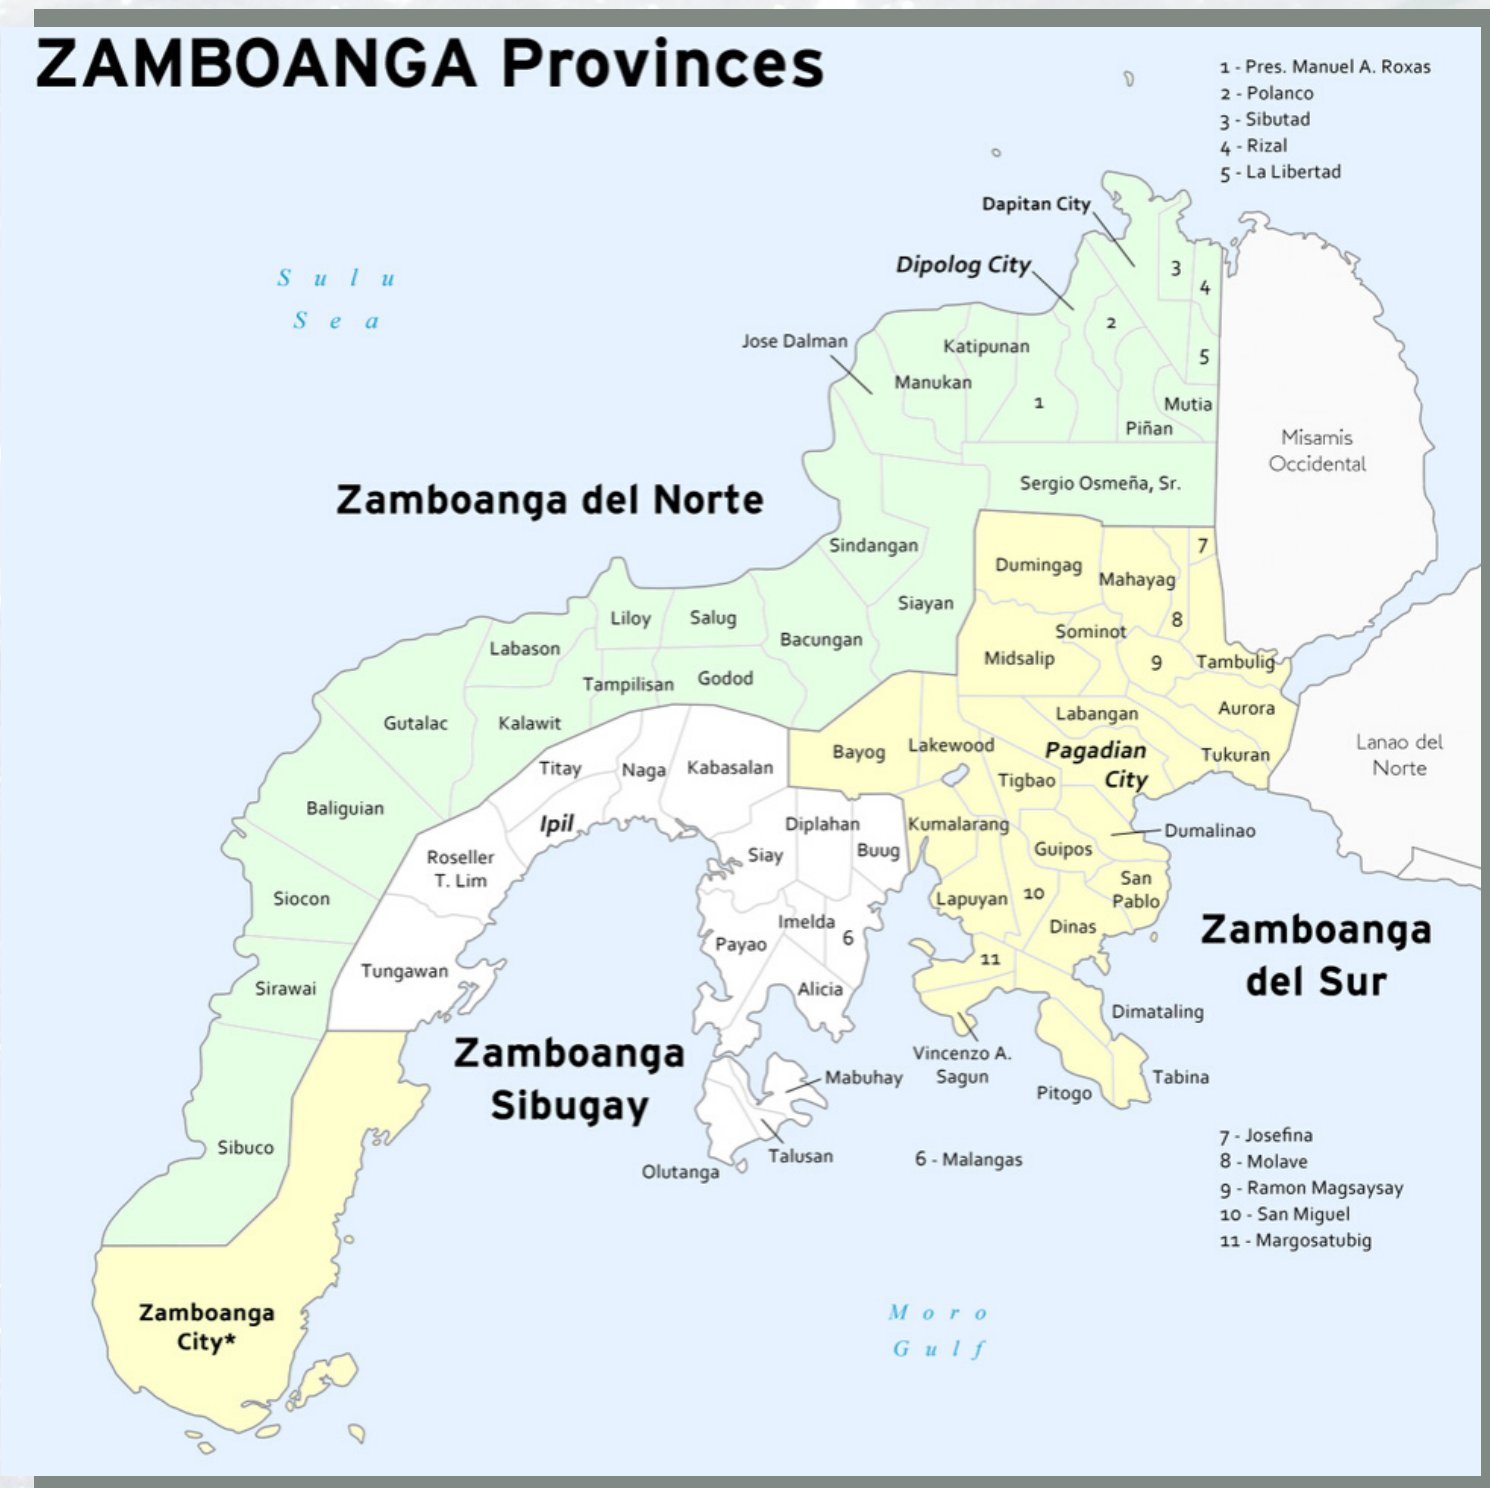 ZAMBOANGA Provinces
1 - Pres. Manuel A. Roxas
2 - Polanco
3 - Sibutad
4 - Rizal
5 - La Libertad
Dapitan City
Dipolog City
Sulu
Sea
3
4
2
Jose Dalman
Katipunan
5
Manukan
1
Mutia
Piñan
Misamis
Occidental
Sergio Osmeña, Sr.
Zamboanga del Norte
Sindangan
7
Dumingag
Mahayag
Siayan
Liloy
Salug
8
Bacungan
Sominot
Labason
Midsalip
9
Tambulig
Tampilisan
Godod
Gutalac
Kalawit
Labangan
Aurora
Bayog
Lakewood
Pagadian
City
Tukuran
Lanao del
Norte
Titay
Naga
Kabasalan
Tigbao
Baliguian
Ipil
Diplahan
Kumalarang
Dumalinao
Roseller
T. Lim
Siay
Buug
Guipos
San
Pablo
Siocon
Lapuyan
10
Imelda
6
Payao
Dinas
Zamboanga
del Sur
Tungawan
11
Sirawai
Alicia
Dimataling
Zamboanga
Sibugay
Vincenzo A.
Sagun
Mabuhay
Tabina
Pitogo
Sibuco
Talusan
Olutanga
6 - Malangas
7 - Josefina
8 - Molave
9 - Ramon Magsaysay
10 - San Miguel
11 - Margosatubig
Zamboanga
City*
Moro
Gulf